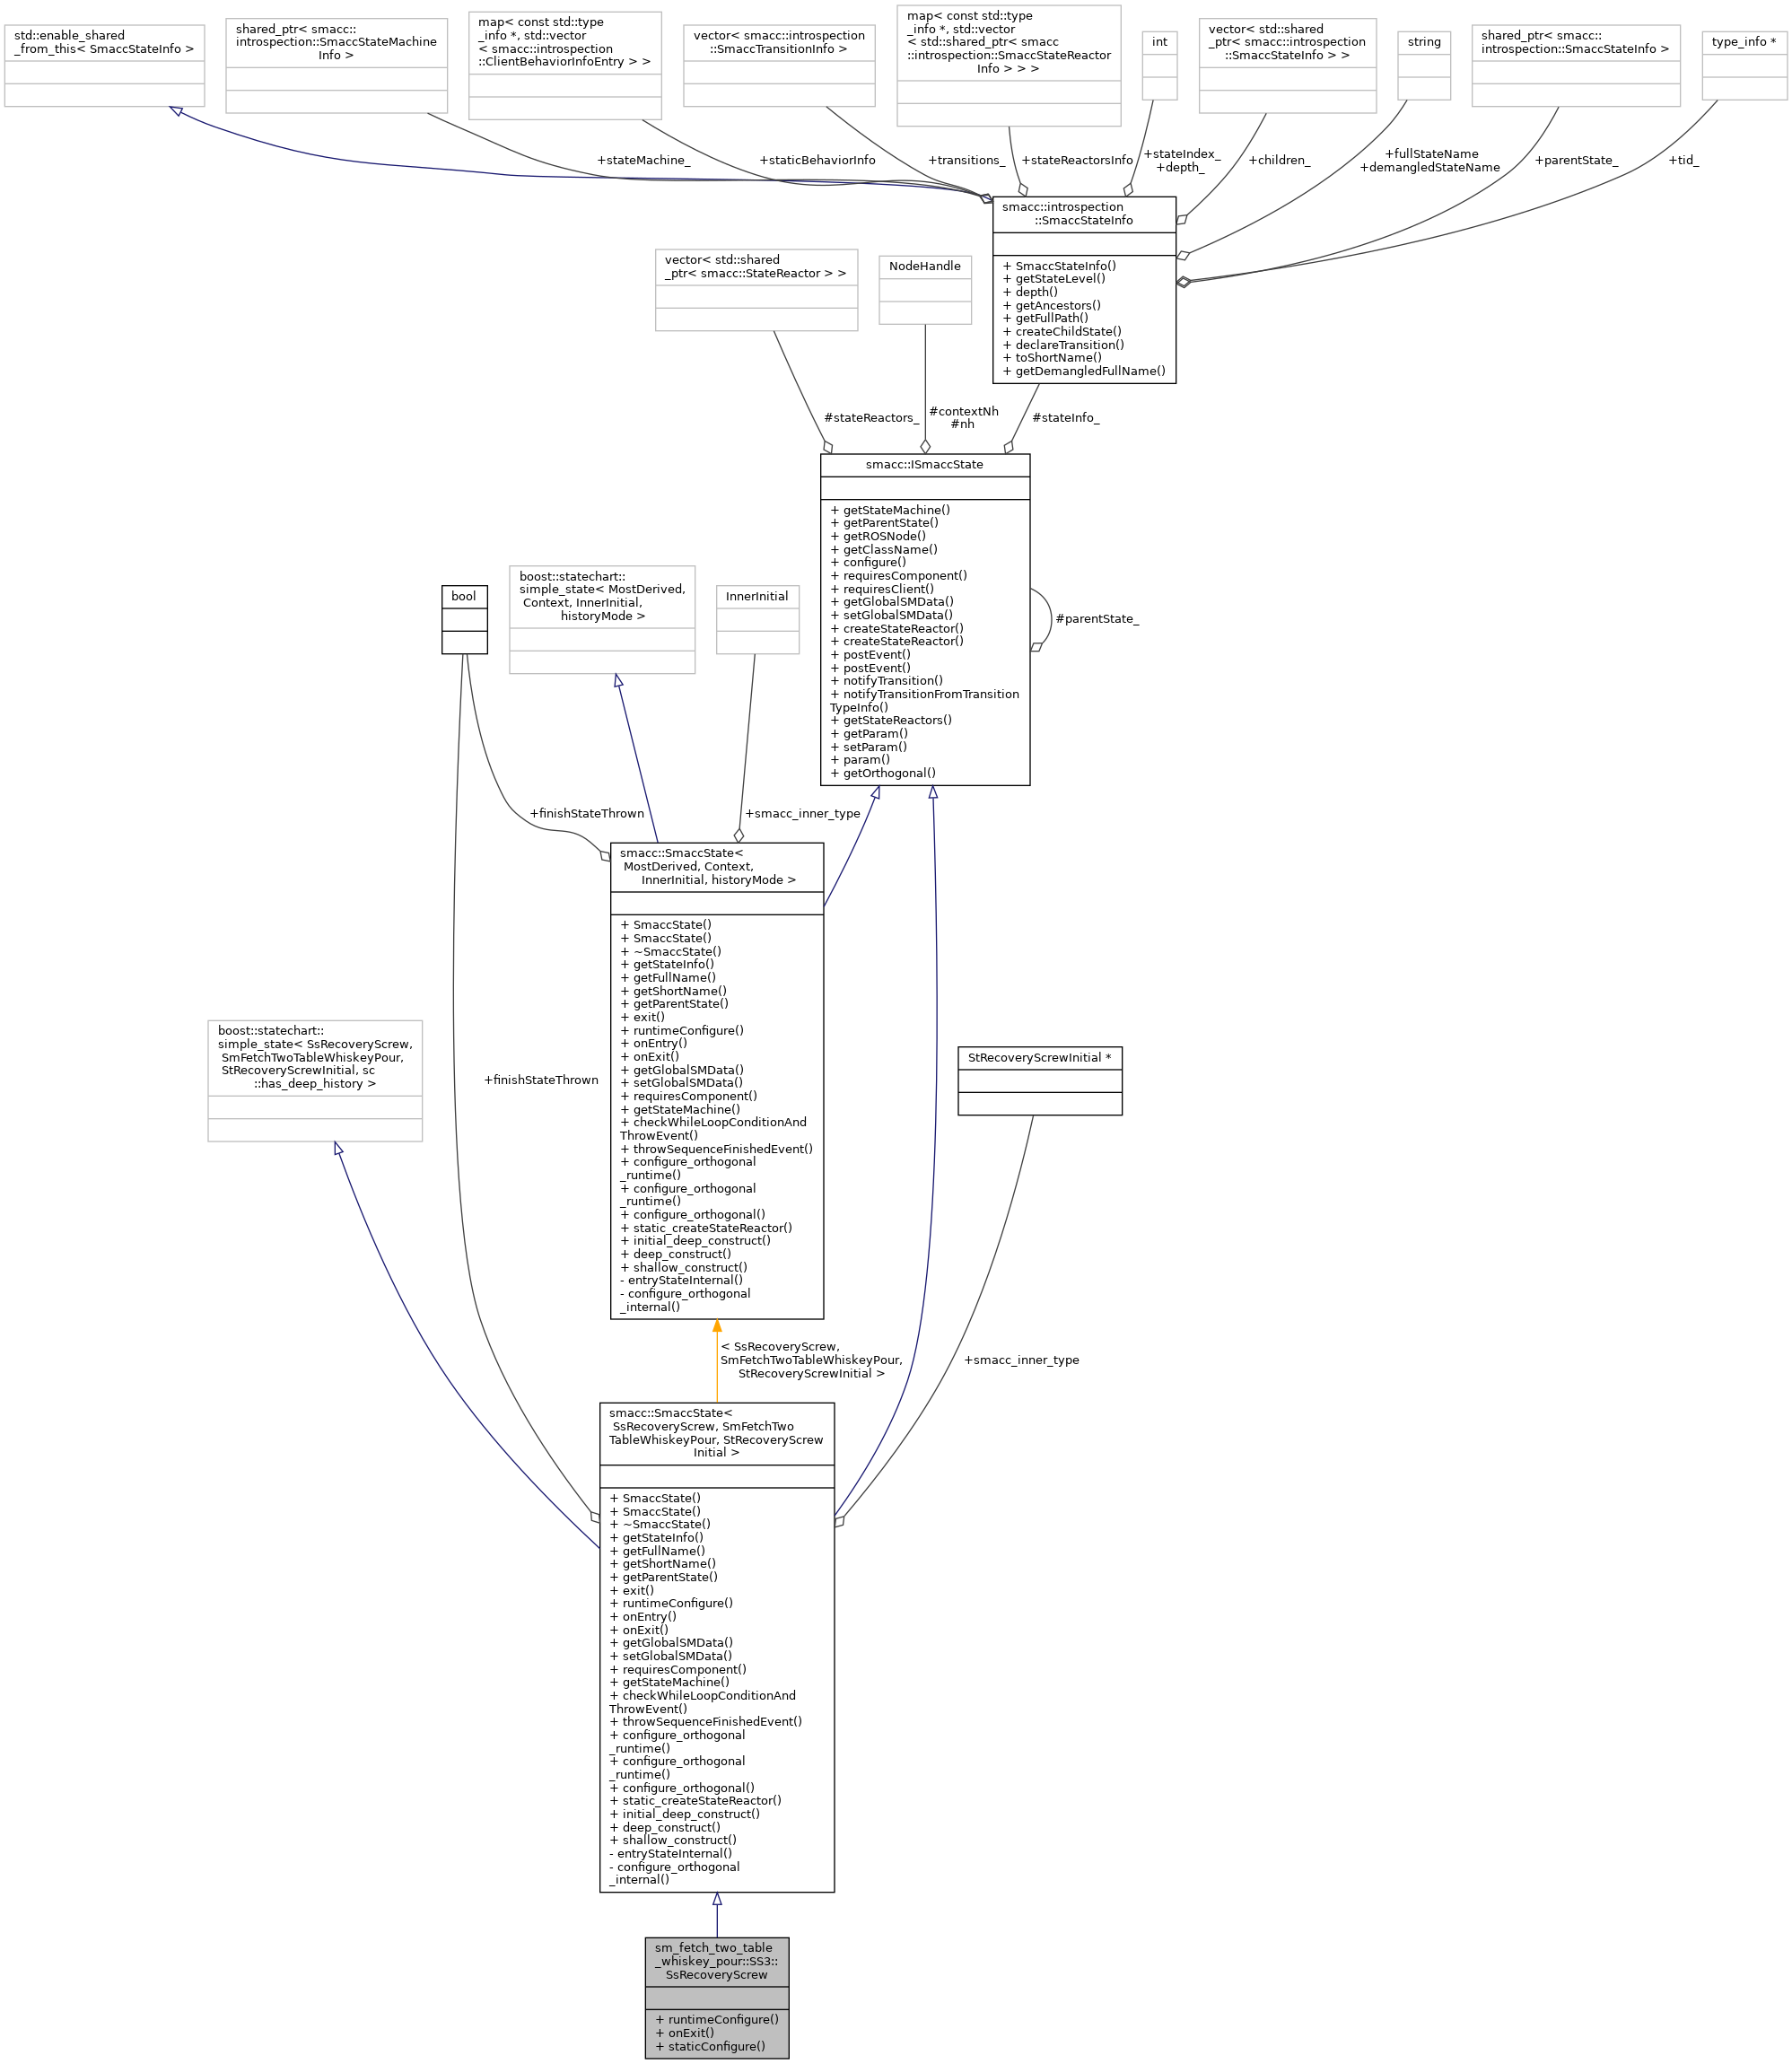 std::enable_shared
_from_this< SmaccStateInfo >
shared_ptr< smacc::
introspection::SmaccStateMachine
Info >
map< const std::type
_info *, std::vector
< smacc::introspection
::ClientBehaviorInfoEntry > >
vector< smacc::introspection
::SmaccTransitionInfo >
map< const std::type
_info *, std::vector
< std::shared_ptr< smacc
::introspection::SmaccStateReactor
Info > > >
int
vector< std::shared
_ptr< smacc::introspection
::SmaccStateInfo > >
string
shared_ptr< smacc::
introspection::SmaccStateInfo >
type_info *
+stateMachine_
+staticBehaviorInfo
+transitions_
+stateReactorsInfo
+stateIndex_
+depth_
+children_
+fullStateName
+demangledStateName
+parentState_
+tid_
smacc::introspection
::SmaccStateInfo
+ SmaccStateInfo()
+ getStateLevel()
+ depth()
+ getAncestors()
+ getFullPath()
+ createChildState()
+ declareTransition()
+ toShortName()
+ getDemangledFullName()
vector< std::shared
_ptr< smacc::StateReactor > >
NodeHandle
#stateReactors_
#contextNh
#nh
#stateInfo_
smacc::ISmaccState
+ getStateMachine()
+ getParentState()
+ getROSNode()
+ getClassName()
+ configure()
+ requiresComponent()
+ requiresClient()
+ getGlobalSMData()
+ setGlobalSMData()
+ createStateReactor()
+ createStateReactor()
+ postEvent()
+ postEvent()
+ notifyTransition()
+ notifyTransitionFromTransition
TypeInfo()
+ getStateReactors()
+ getParam()
+ setParam()
+ param()
+ getOrthogonal()
#parentState_
bool
boost::statechart::
simple_state< MostDerived,
Context, InnerInitial,
historyMode >
InnerInitial
+finishStateThrown
+smacc_inner_type
smacc::SmaccState<
MostDerived, Context,
InnerInitial, historyMode >
+ SmaccState()
+ SmaccState()
+ ~SmaccState()
+ getStateInfo()
+ getFullName()
+ getShortName()
+ getParentState()
+ exit()
+ runtimeConfigure()
+ onEntry()
+ onExit()
+ getGlobalSMData()
+ setGlobalSMData()
+ requiresComponent()
+ getStateMachine()
+ checkWhileLoopConditionAnd
ThrowEvent()
+ throwSequenceFinishedEvent()
+ configure_orthogonal
_runtime()
+ configure_orthogonal
_runtime()
+ configure_orthogonal()
+ static_createStateReactor()
+ initial_deep_construct()
+ deep_construct()
+ shallow_construct()
- entryStateInternal()
- configure_orthogonal
_internal()
boost::statechart::
simple_state< SsRecoveryScrew,
SmFetchTwoTableWhiskeyPour,
StRecoveryScrewInitial, sc
::has_deep_history >
+finishStateThrown
StRecoveryScrewInitial *
< SsRecoveryScrew,
SmFetchTwoTableWhiskeyPour,
StRecoveryScrewInitial >
+smacc_inner_type
smacc::SmaccState<
SsRecoveryScrew, SmFetchTwo
TableWhiskeyPour, StRecoveryScrew
Initial >
+ SmaccState()
+ SmaccState()
+ ~SmaccState()
+ getStateInfo()
+ getFullName()
+ getShortName()
+ getParentState()
+ exit()
+ runtimeConfigure()
+ onEntry()
+ onExit()
+ getGlobalSMData()
+ setGlobalSMData()
+ requiresComponent()
+ getStateMachine()
+ checkWhileLoopConditionAnd
ThrowEvent()
+ throwSequenceFinishedEvent()
+ configure_orthogonal
_runtime()
+ configure_orthogonal
_runtime()
+ configure_orthogonal()
+ static_createStateReactor()
+ initial_deep_construct()
+ deep_construct()
+ shallow_construct()
- entryStateInternal()
- configure_orthogonal
_internal()
sm_fetch_two_table
_whiskey_pour::SS3::
SsRecoveryScrew
+ runtimeConfigure()
+ onExit()
+ staticConfigure()